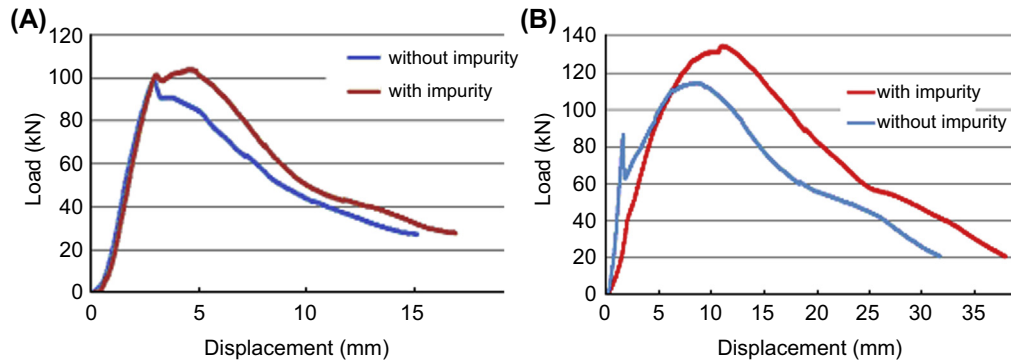 (A)
120
100
80
60
40
20
0
Load (kN)
without impurity
with impurity
0 5 10 15
Displacement (mm)
(B)
140
120
100
80
60
40
20
0
Load (kN)
with impurity
without impurity
0 5 10 15 20 25 30 35
Displacement (mm)